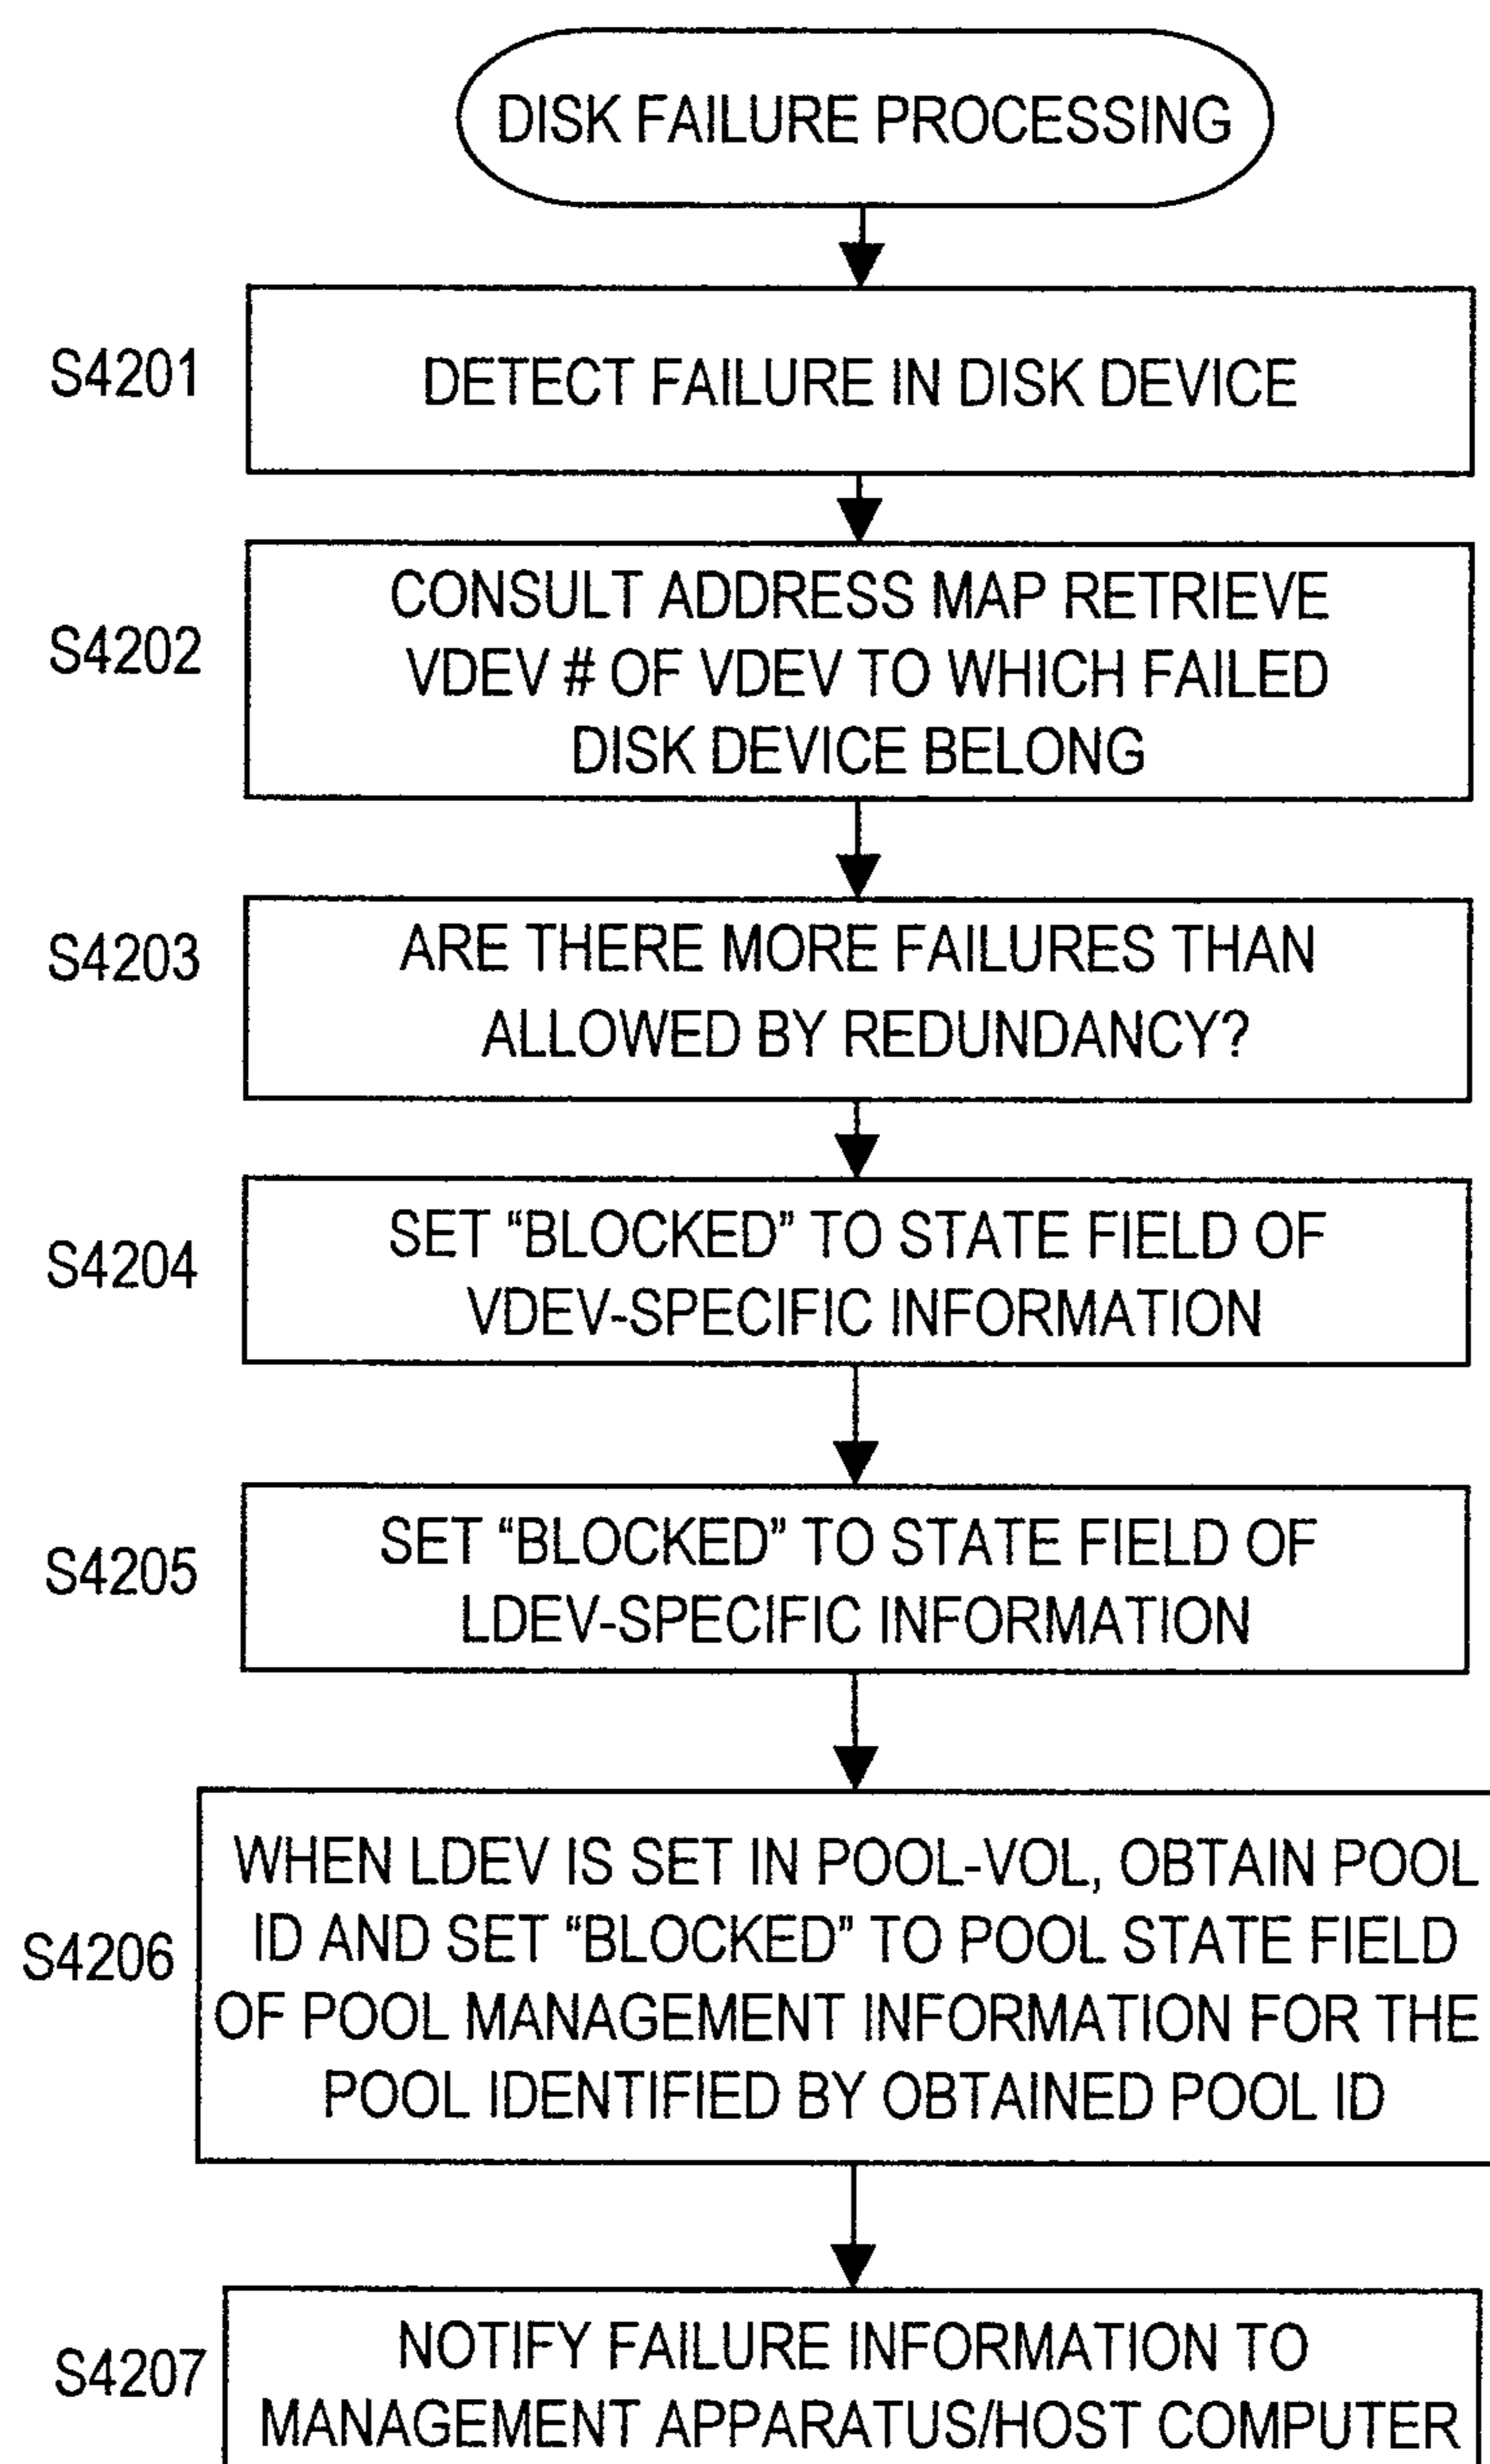 DISK FAILURE PROCESSING
S4201
DETECT FAILURE IN DISK DEVICE
S4202
CONSULT ADDRESS MAP RETRIEVE
VDEV # OF VDEV TO WHICH FAILED
DISK DEVICE BELONG
S4203
ARE THERE MORE FAILURES THAN
ALLOWED BY REDUNDANCY?
S4204
SET “BLOCKED” TO STATE FIELD OF
VDEV-SPECIFIC INFORMATION
S4205
SET “BLOCKED” TO STATE FIELD OF
LDEV-SPECIFIC INFORMATION
S4206
WHEN LDEV IS SET IN POOL-VOL, OBTAIN POOL
ID AND SET “BLOCKED” TO POOL STATE FIELD
OF POOL MANAGEMENT INFORMATION FOR THE
POOL IDENTIFIED BY OBTAINED POOL ID
S4207
NOTIFY FAILURE INFORMATION TO
MANAGEMENT APPARATUS/HOST COMPUTER